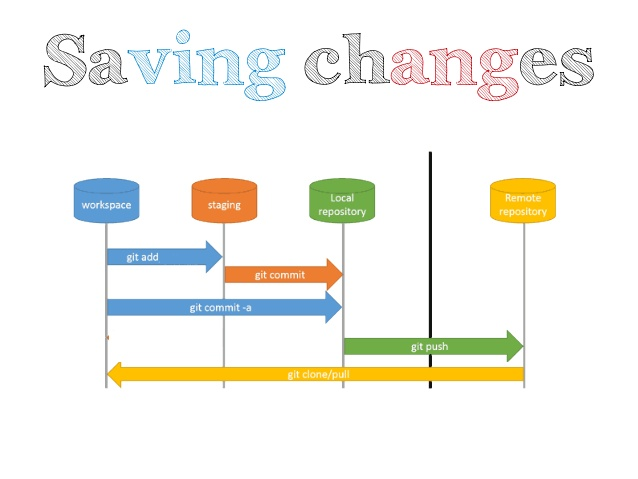 Saving changes
workspace
staging
Local
repository
Remote
repository
git add
git commit
git commit -a
git push
git clone/pull